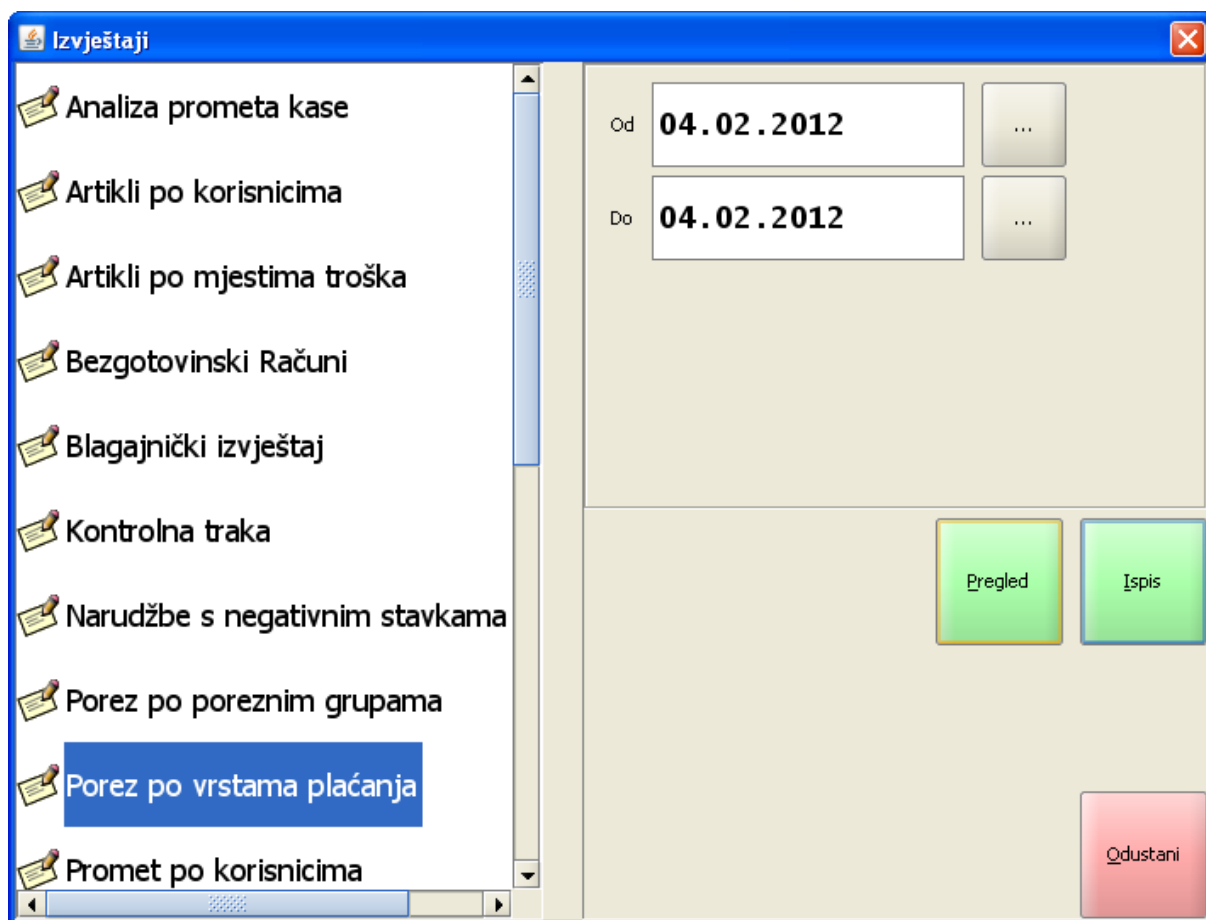 Izvještaji
Analiza prometa kase
Artikli po korisnicima
Artikli po mjestima troška
Bezgotovinski Računi
Blagajnički izvještaj
Kontrolna traka
Narudžbe s negativnim stavkama
Porez po poreznim grupama
Porez po vrstama plaćanja
Promet po korisnicima
Od 04.02.2012 ...
Do 04.02.2012 ...
Pregled Ispis
Odustani